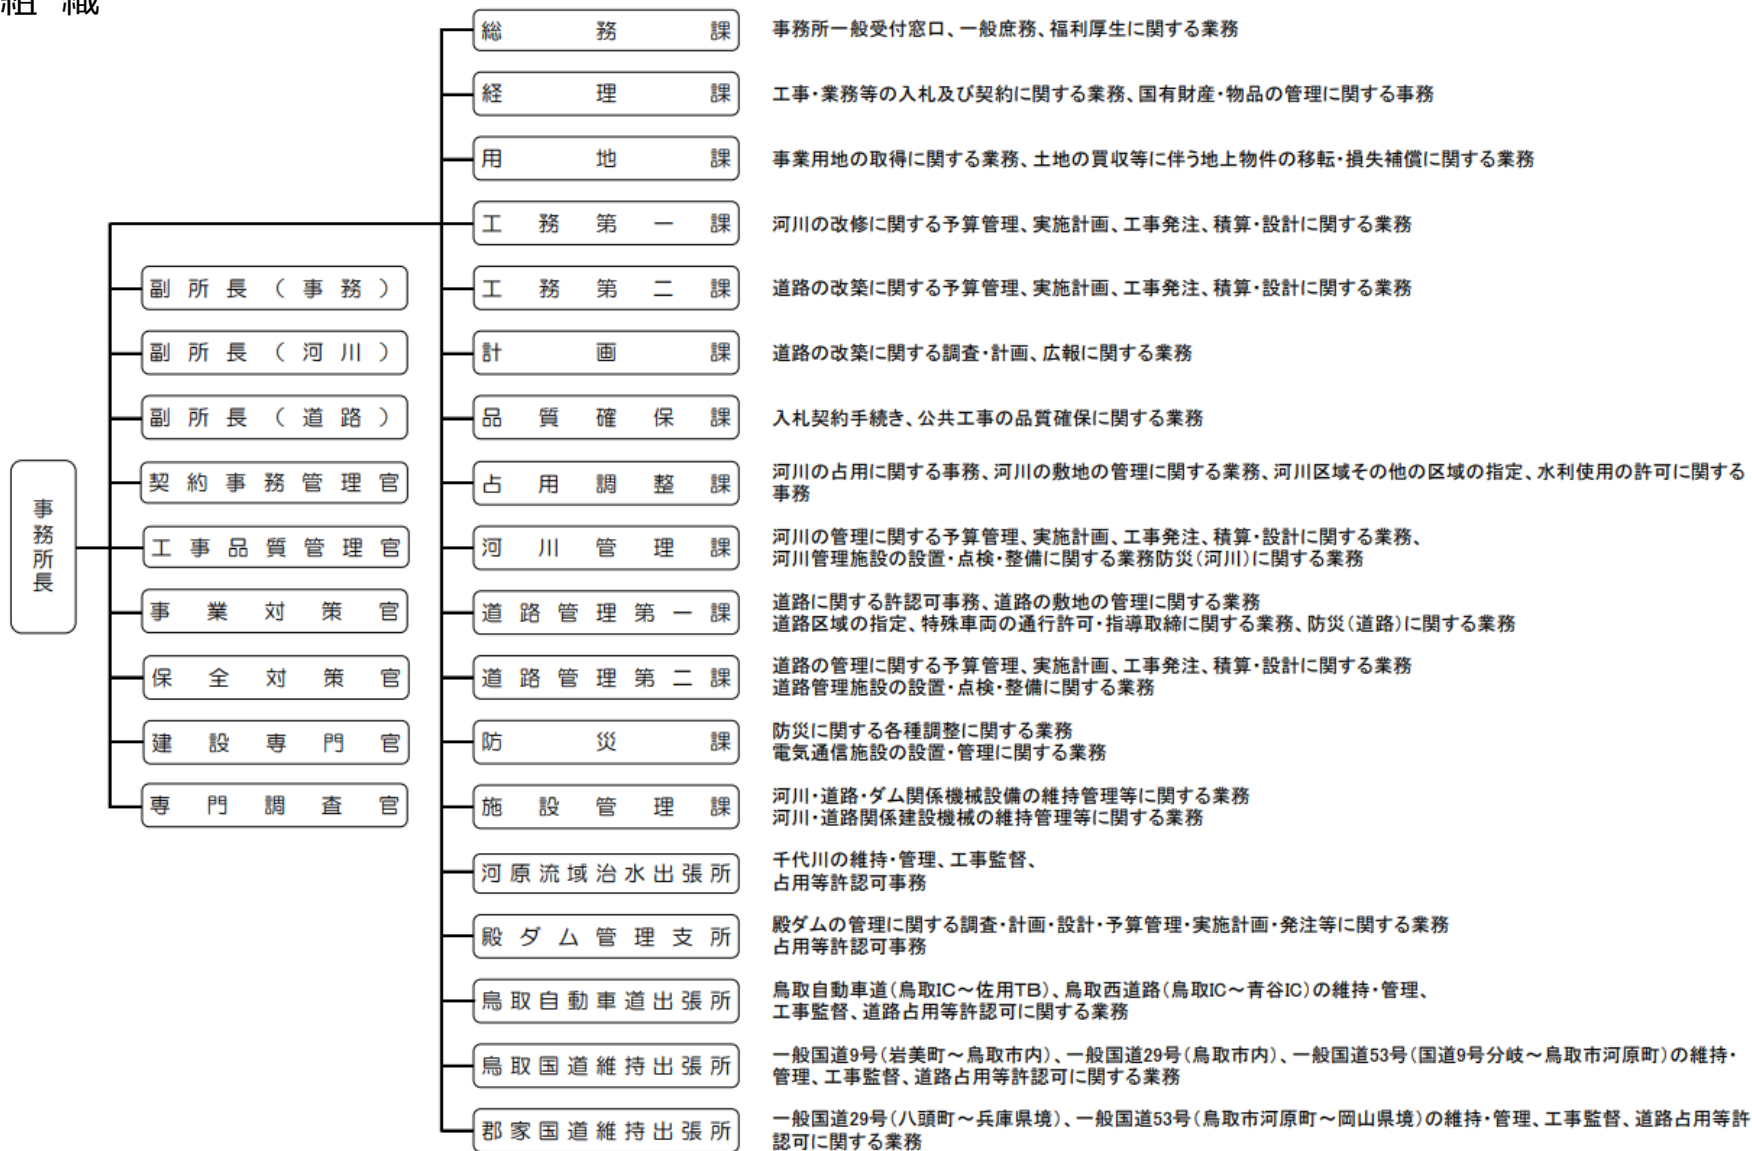 組織
総務課
事務所一般受付窓口、一般庶務、福利厚生に関する業務
経理課
工事・業務等の入札及び契約に関する業務、国有財産・物品の管理に関する事務
用地課
事業用地の取得に関する業務、土地の買収等に伴う地上物件の移転・損失補償に関する業務
工務第一課
河川の改修に関する予算管理、実施計画、工事発注、積算・設計に関する業務
副所長(事務)
工務第二課
道路の改築に関する予算管理、実施計画、工事発注、積算・設計に関する業務
副所長(河川)
計画課
道路の改築に関する調査・計画、広報に関する業務
副所長(道路)
品質確保課
入札契約手続き、公共工事の品質確保に関する業務
契約事務管理官
占用調整課
河川の占用に関する事務、河川の敷地の管理に関する業務、河川区域その他の区域の指定、水利使用の許可に関する
事務
事務所長
工事品質管理官
河川管理課
河川の管理に関する予算管理、実施計画、工事発注、積算・設計に関する業務、
河川管理施設の設置・点検・整備に関する業務防災(河川)に関する業務
事業対策官
道路管理第一課
道路に関する許認可事務、道路の敷地の管理に関する業務
道路区域の指定、特殊車両の通行許可・指導取締に関する業務、防災(道路)に関する業務
保全対策官
道路管理第二課
道路の管理に関する予算管理、実施計画、工事発注、積算・設計に関する業務
道路管理施設の設置・点検・整備に関する業務
建設専門官
防災課
防災に関する各種調整に関する業務
電気通信施設の設置・管理に関する業務
専門調査官
施設管理課
河川・道路・ダム関係機械設備の維持管理等に関する業務
河川・道路関係建設機械の維持管理等に関する業務
河原流域治水出張所
千代川の維持・管理、工事監督、
占用等許認可事務
殿ダム管理支所
殿ダムの管理に関する調査・計画・設計・予算管理・実施計画・発注等に関する業務
占用等許認可事務
鳥取自動車道出張所
鳥取自動車道(鳥取IC～佐用TB)、鳥取西道路(鳥取IC～青谷IC)の維持・管理、
工事監督、道路占用等許認可に関する業務
鳥取国道維持出張所
一般国道9号(岩美町～鳥取市内)、一般国道29号(鳥取市内)、一般国道53号(国道9号分岐～鳥取市河原町)の維持・
管理、工事監督、道路占用等許認可に関する業務
郡家国道維持出張所
一般国道29号(八頭町～兵庫県境)、一般国道53号(鳥取市河原町～岡山県境)の維持・管理、工事監督、道路占用等許
認可に関する業務